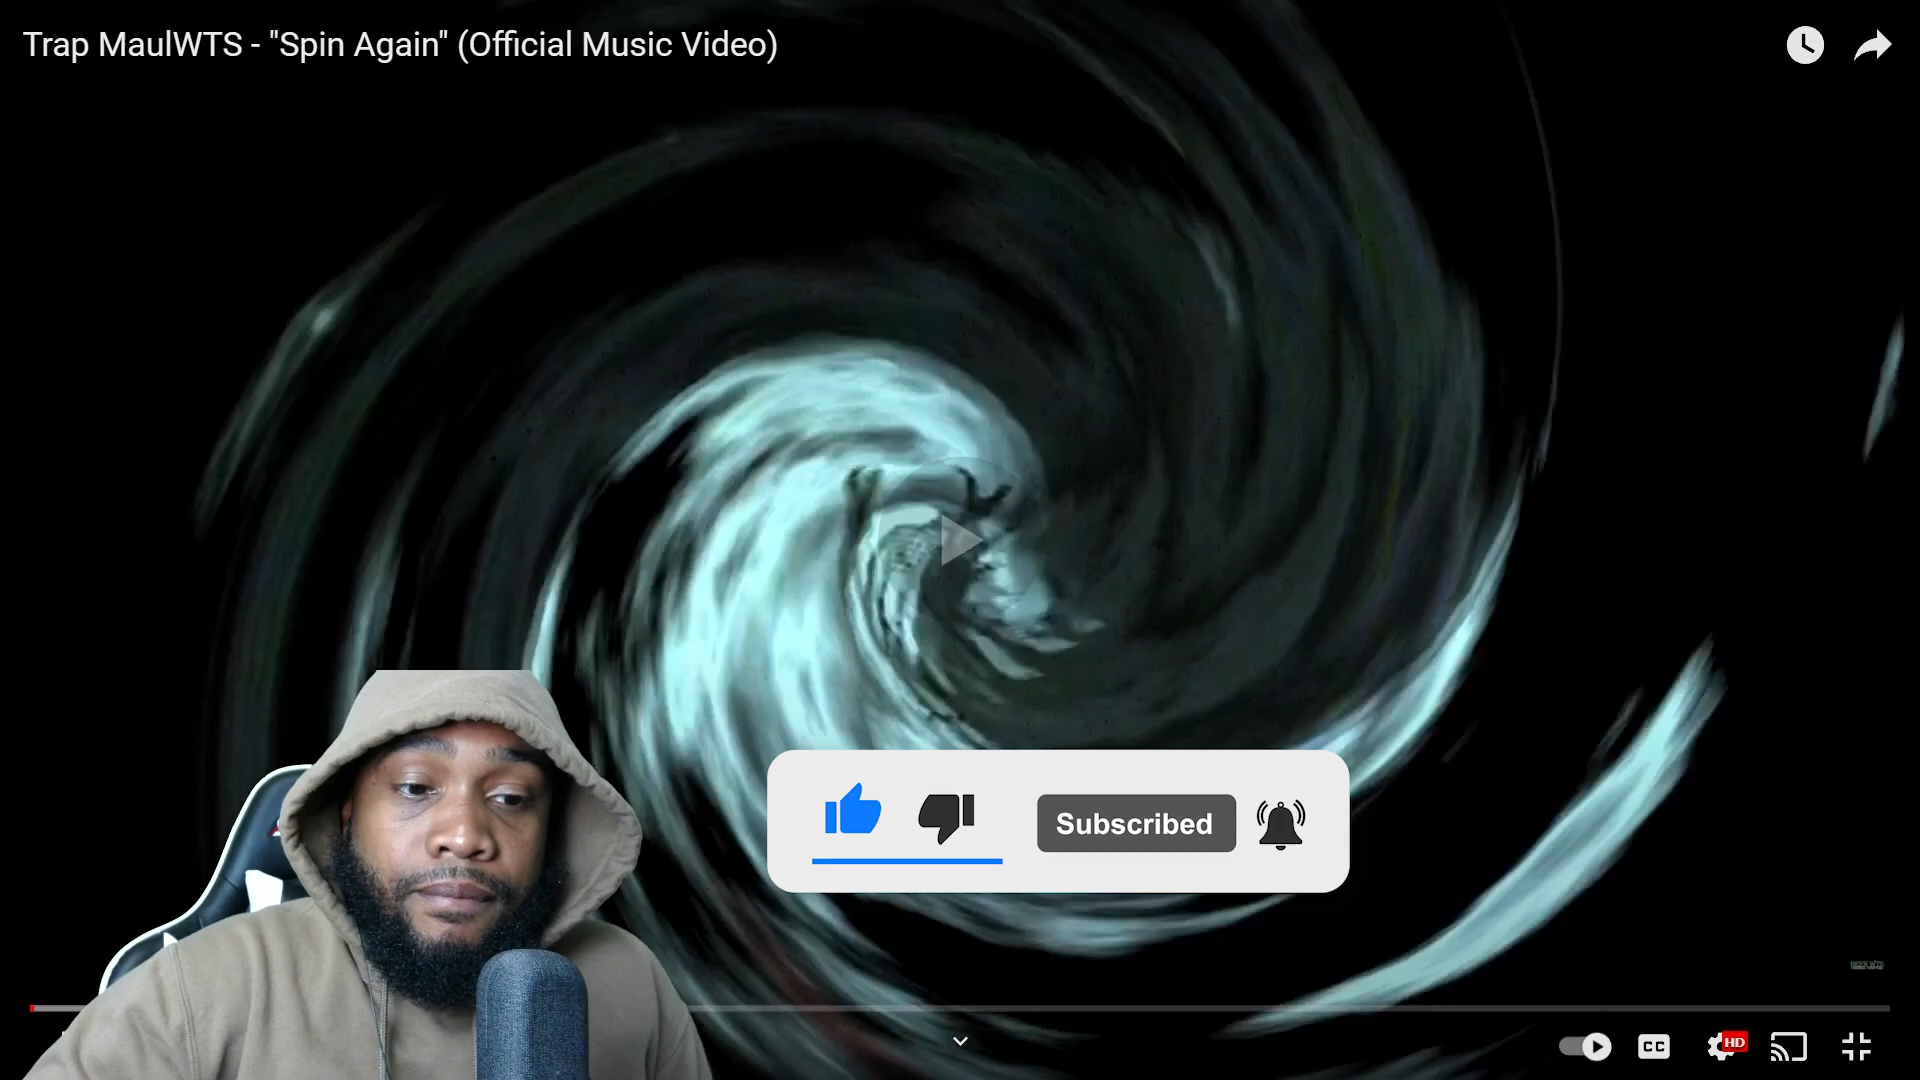 Trap MaulWTS - "Spin Again" (Official Music Video)
Subscribed
CC
HD